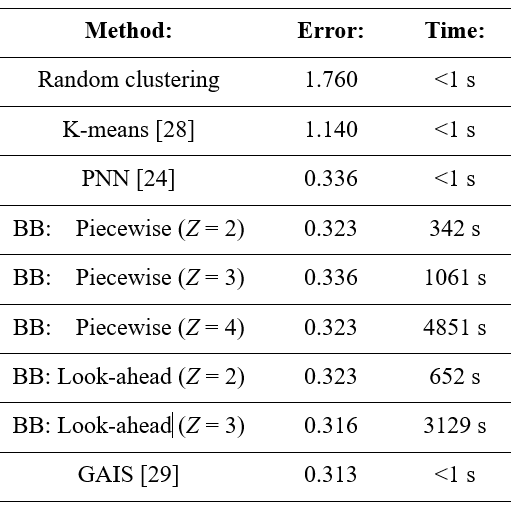 Method: Error: Time:
Random clustering 1.760 <1 s
K-means [28] 1.140 <1 s
PNN [24] 0.336 <1 s
BB: Piecewise (Z = 2) 0.323 342 s
BB: Piecewise (Z = 3) 0.336 1061 s
BB: Piecewise (Z = 4) 0.323 4851 s
BB: Look-ahead (Z = 2) 0.323 652 s
BB: Look-ahead (Z = 3) 0.316 3129 s
GAIS [29] 0.313 <1 s